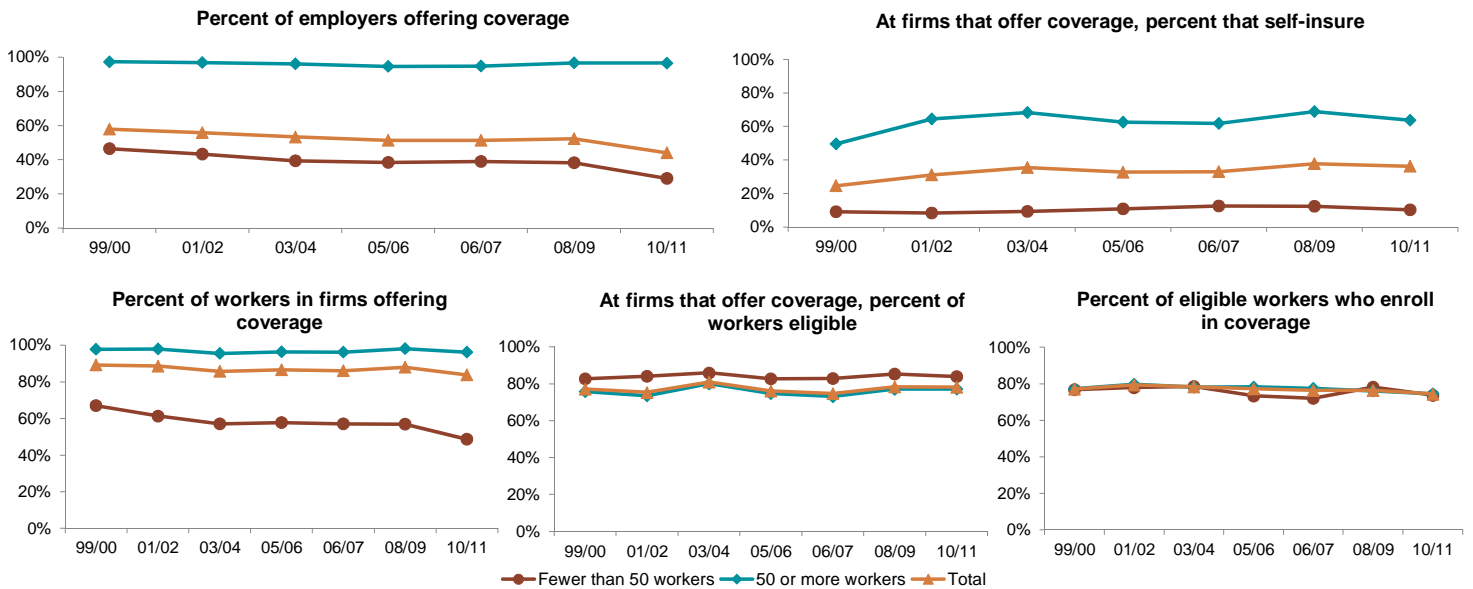 Percent of employers offering coverage
100%
80%
60%
40%
20%
0%
99/00 01/02 03/04 05/06 06/07 08/09 10/11
At firms that offer coverage, percent that self-insure
100%
80%
60%
40%
20%
0%
99/00 01/02 03/04 05/06 06/07 08/09 10/11
Percent of workers in firms offering
coverage
100%
80%
60%
40%
20%
0%
99/00 01/02 03/04 05/06 06/07 08/09 10/11
At firms that offer coverage, percent of
workers eligible
100%
80%
60%
40%
20%
0%
99/00 01/02 03/04 05/06 06/07 08/09 10/11
Percent of eligible workers who enroll
in coverage
100%
80%
60%
40%
20%
0%
99/00 01/02 03/04 05/06 06/07 08/09 10/11
Fewer than 50 workers 50 or more workers Total